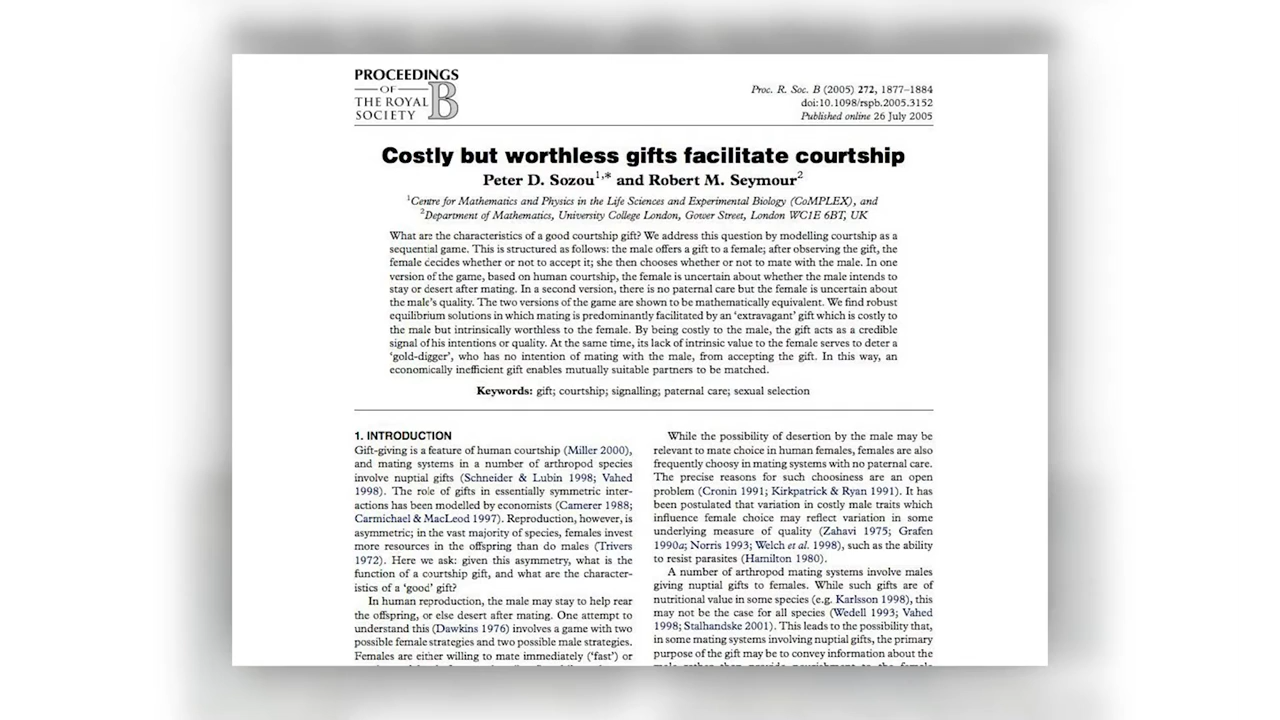 PROCEEDINGS
OF
THE ROYAL
SOCIETY B
Proc. R. Soc. B (2005) 272, 1877–1884
doi:10.1098/rspb.2005.3152
Published online 26 July 2005
Costly but worthless gifts facilitate courtship
Peter D. Sozou1,* and Robert M. Seymour2
1Centre for Mathematics and Physics in the Life Sciences and Experimental Biology (CoMPLEX), and
2Department of Mathematics, University College London, Gower Street, London WC1E 6BT, UK
What are the characteristics of a good courtship gift? We address this question by modelling courtship as a
sequential game. This is structured as follows: the male offers a gift to a female; after observing the gift, the
female decides whether or not to accept it; she then chooses whether or not to mate with the male. In one
version of the game, based on human courtship, the female is uncertain about whether the male intends to
stay or desert after mating. In a second version, there is no paternal care but the female is uncertain about
the male's quality. The two versions of the game are shown to be mathematically equivalent. We find robust
equilibrium solutions in which mating is predominantly facilitated by an 'extravagant' gift which is costly to
the male but intrinsically worthless to the female. By being costly to the male, the gift acts as a credible
signal of his intentions or quality. At the same time, its lack of intrinsic value to the female serves to deter a
'gold-digger', who has no intention of mating with the male, from accepting the gift. In this way, an
economically inefficient gift enables mutually suitable partners to be matched.
Keywords: gift; courtship; signalling; paternal care; sexual selection
1. INTRODUCTION
Gift-giving is a feature of human courtship (Miller 2000),
and mating systems in a number of arthropod species
involve nuptial gifts (Schneider & Lubin 1998; Vahed
1998). The role of gifts in essentially symmetric inter-
actions has been modelled by economists (Camerer 1988;
Carmichael & MacLeod 1997). Reproduction, however, is
asymmetric; in the vast majority of species, females invest
more resources in the offspring than do males (Trivers
1972). Here we ask: given this asymmetry, what is the
function of a courtship gift, and what are the character-
istics of a 'good' gift?
In human reproduction, the male may stay to help rear
the offspring, or else desert after mating. One attempt to
understand this (Dawkins 1976) involves a game with two
possible female strategies and two possible male strategies.
Females are either willing to mate immediately ('fast') or
While the possibility of desertion by the male may be
relevant to mate choice in human females, females are also
frequently choosy in mating systems with no paternal care.
The precise reasons for such choosiness are an open
problem (Cronin 1991; Kirkpatrick & Ryan 1991). It has
been postulated that variation in costly male traits which
influence female choice may reflect variation in some
underlying measure of quality (Zahavi 1975; Grafen
1990a; Norris 1993; Welch et al. 1998), such as the ability
to resist parasites (Hamilton 1980).
A number of arthropod mating systems involve males
giving nuptial gifts to females. While such gifts are of
nutritional value in some species (e.g. Karlsson 1998), this
may not be the case for all species (Wedell 1993; Vahed
1998; Stalhandske 2001). This leads to the possibility that,
in some mating systems involving nuptial gifts, the primary
purpose of the gift may be to convey information about the